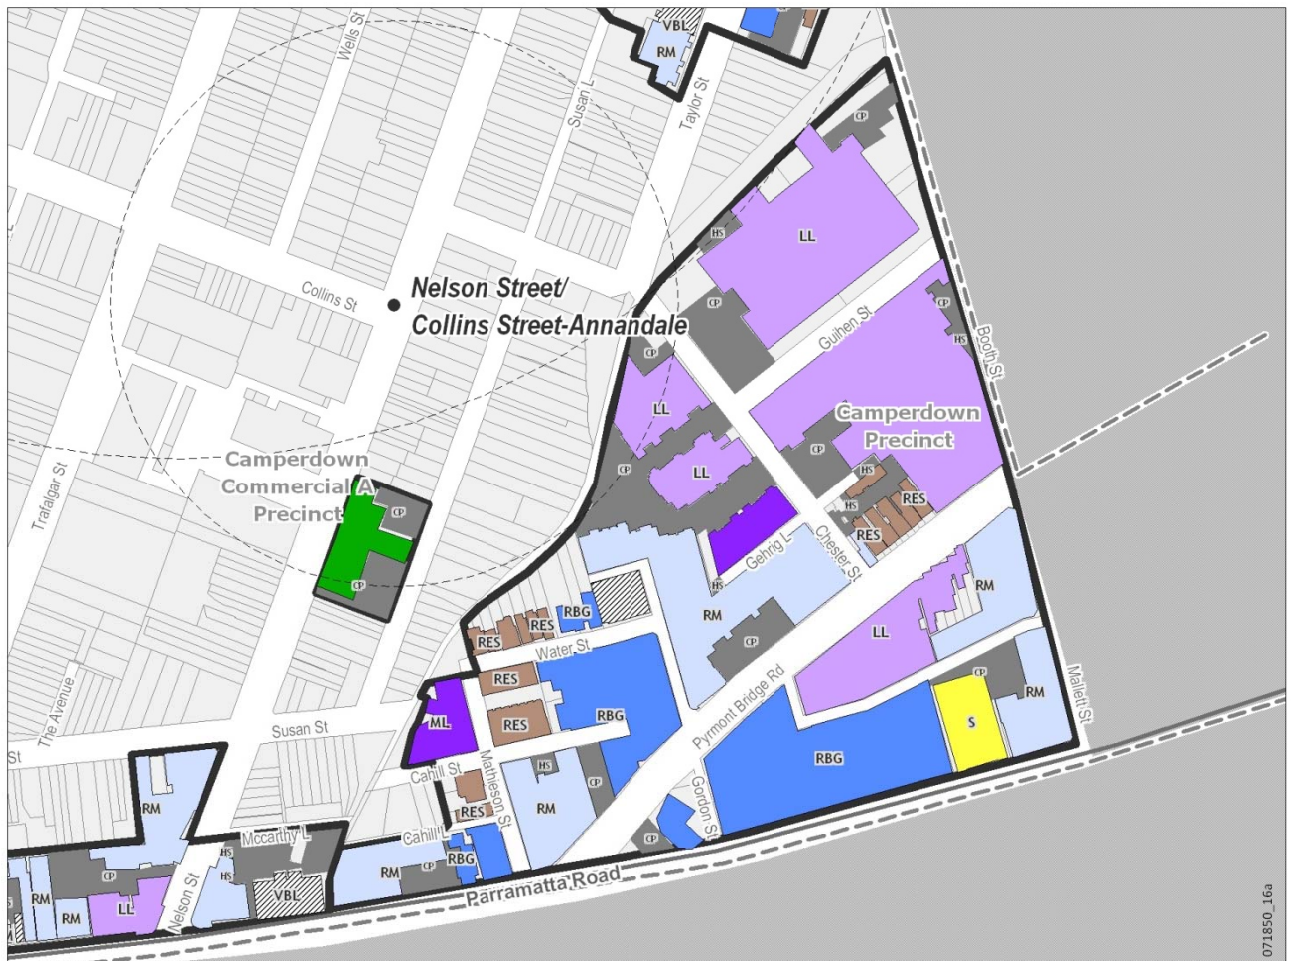 VBL
CP
RM
Wells St
Susan L
Taylor St
CP
HS
LL
Nelson Street/
Collins Street-Annandale
Collins St
CP
CP
HS
Guihen St
Booth St
CP
LL
Camperdown
Precinct
Camperdown
Commercial A
Precinct
CP
CP
LL
CP
HS
RES
HS
RES
Trafalgar St
CP
Gehrig L
Chester St
HS
RM
RM
LL
RBG
RES
RES
Water St
CP
RES
CP
RM
Mallett St
The Avenue
ML
RES
RBG
Pyrmont Bridge Rd
S
Susan St
St
RBG
Cahill St
Mathieson St
HS
CP
Gordon St
RM
RM
RES
Mccarthy L
Cahill L
CP
HS
HS
RM
CP
RBG
Parramatta Road
CP
RM
RM
LL
Nelson St
VBL
071850_16a